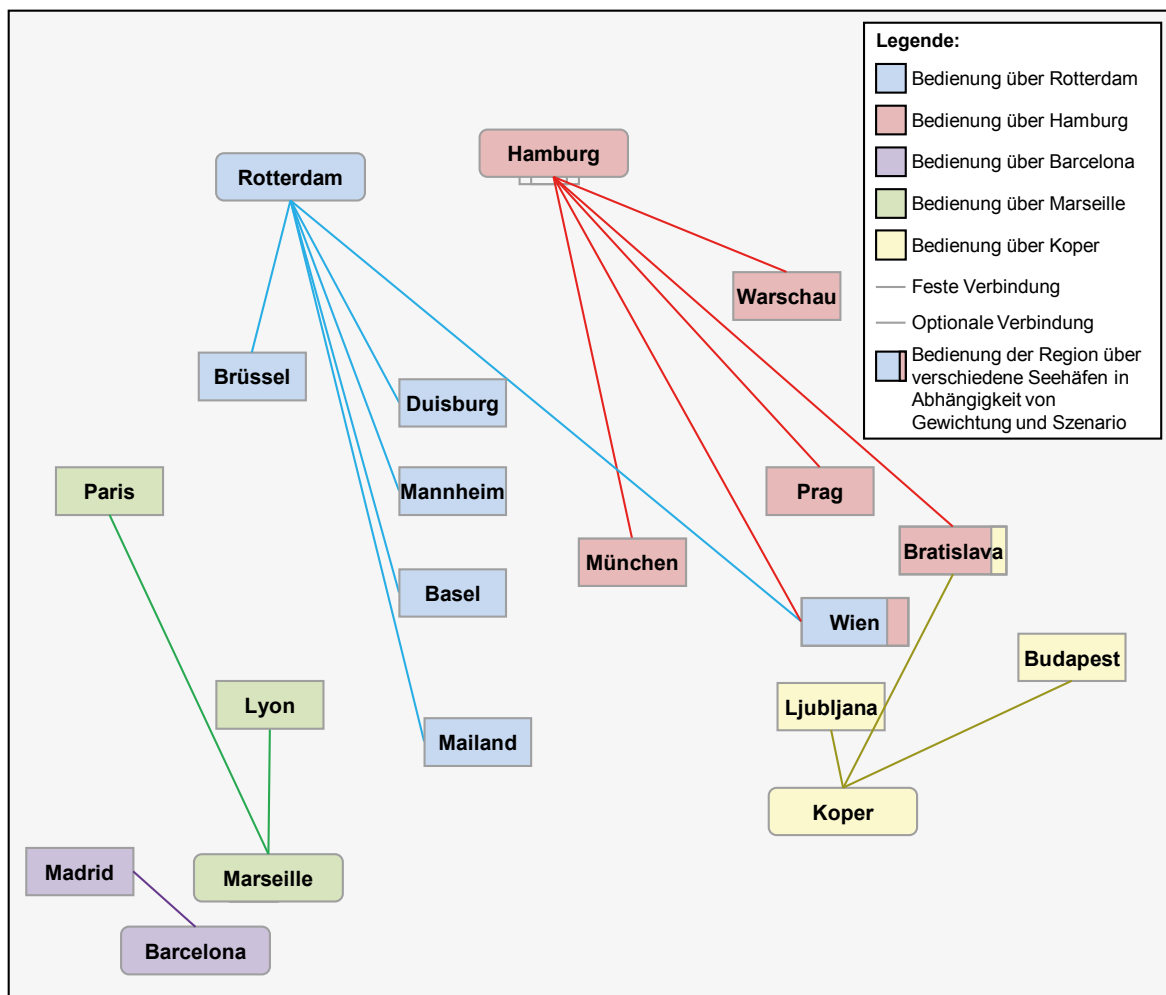 Legende:
Bedienung über Rotterdam
Bedienung über Hamburg
Bedienung über Barcelona
Bedienung über Marseille
Bedienung über Koper
Feste Verbindung
Optionale Verbindung
Bedienung der Region über
verschiedene Seehäfen in
Abhängigkeit von
Gewichtung und Szenario
Hamburg
Rotterdam
Warschau
Brüssel
Duisburg
Paris
Mannheim
Prag
München
Bratislava
Basel
Wien
Budapest
Lyon
Ljubljana
Mailand
Koper
Madrid
Marseille
Barcelona